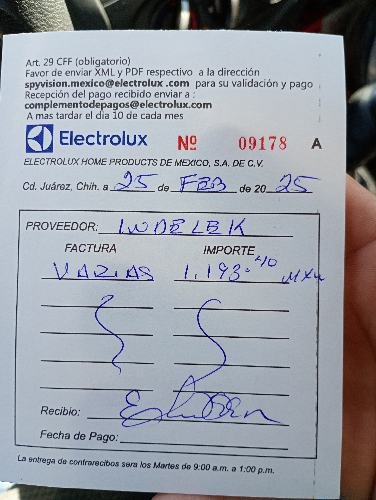 Art. 29 CFF (obligatorio)
Favor de enviar XML y PDF respectivo a la dirección
spyvision.mexico@electrolux .com para su validación y pago
Recepción del pago recibido enviar a :
complementodepagos@electrolux.com
A mas tardar el dia 10 de cada mes
Electrolux Nº 09178 A
ELECTROLUX HOME PRODUCTS DE MEXICO, S.A. DE C.V.
Cd. Juárez, Chih. a 25 de FEB de 20 25
PROVEEDOR: INDELEK
FACTURA IMPORTE
VARIAS 1,193.40 MXN
Recibio:
Fecha de Pago:
La entrega de contrarecibos sera los Martes de 9:00 a.m. a 1:00 p.m.